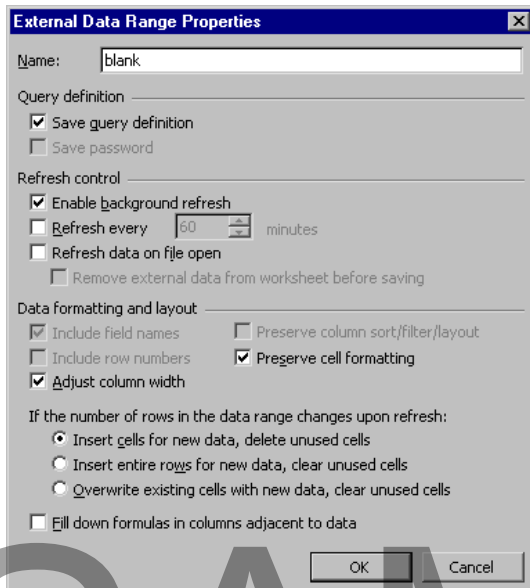 External Data Range Properties
Name: blank
Query definition
Save query definition
Save password
Refresh control
Enable background refresh
Refresh every 60 minutes
Refresh data on file open
Remove external data from worksheet before saving
Data formatting and layout
Include field names Preserve column sort/filter/layout
Include row numbers Preserve cell formatting
Adjust column width
If the number of rows in the data range changes upon refresh:
Insert cells for new data, delete unused cells
Insert entire rows for new data, clear unused cells
Overwrite existing cells with new data, clear unused cells
Fill down formulas in columns adjacent to data
OK Cancel